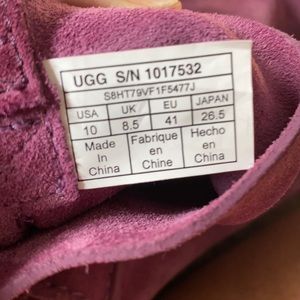 UGG S/N 1017532
S8HT79VF1F5477J
USA UK EU JAPAN
10 8.5 41 26.5
Made Fabrique Hecho
In en en
China Chine China